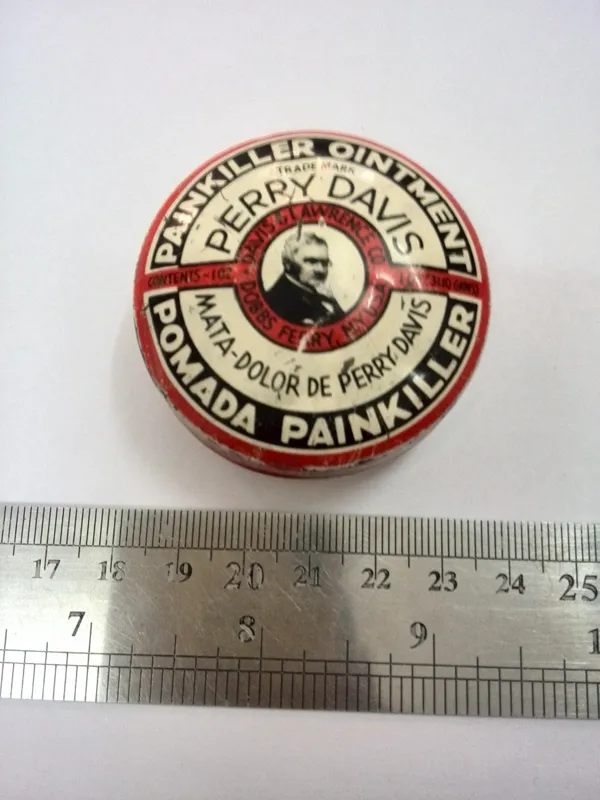 PAINKILLER OINTMENT
TRADE MARK
PERRY DAVIS
DAVIS & LAWRENCE CO
DOBBS FERRY, N.Y. U.S.A.
CONTENTS - 1 OZ.
MATA-DOLOR DE PERRY DAVIS
POMADA PAINKILLER
17 18 19 20 21 22 23 24 25
7 8 9 1